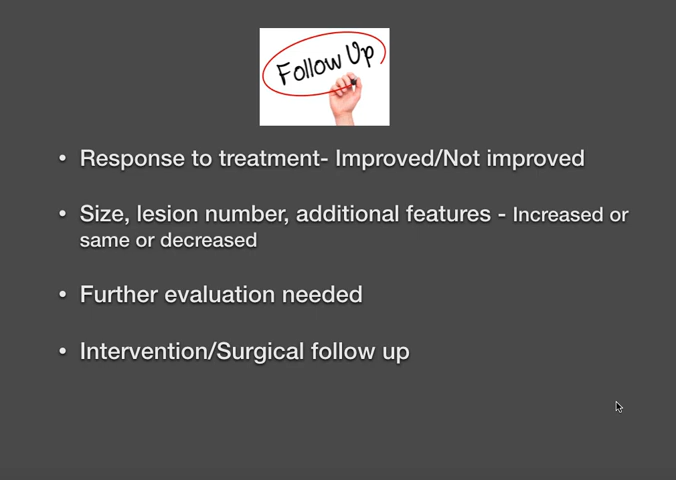 Follow Up
• Response to treatment- Improved/Not improved
• Size, lesion number, additional features - Increased or
same or decreased
• Further evaluation needed
• Intervention/Surgical follow up